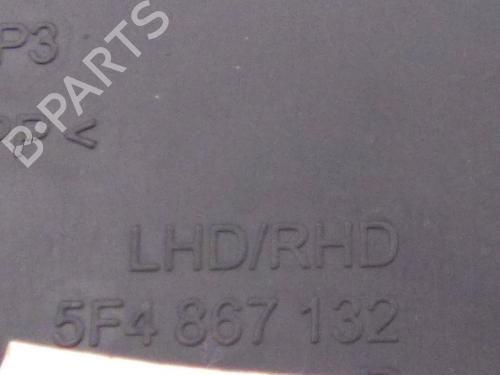 B-PARTS
P3
<
LHD/RHD
5F4 867 132